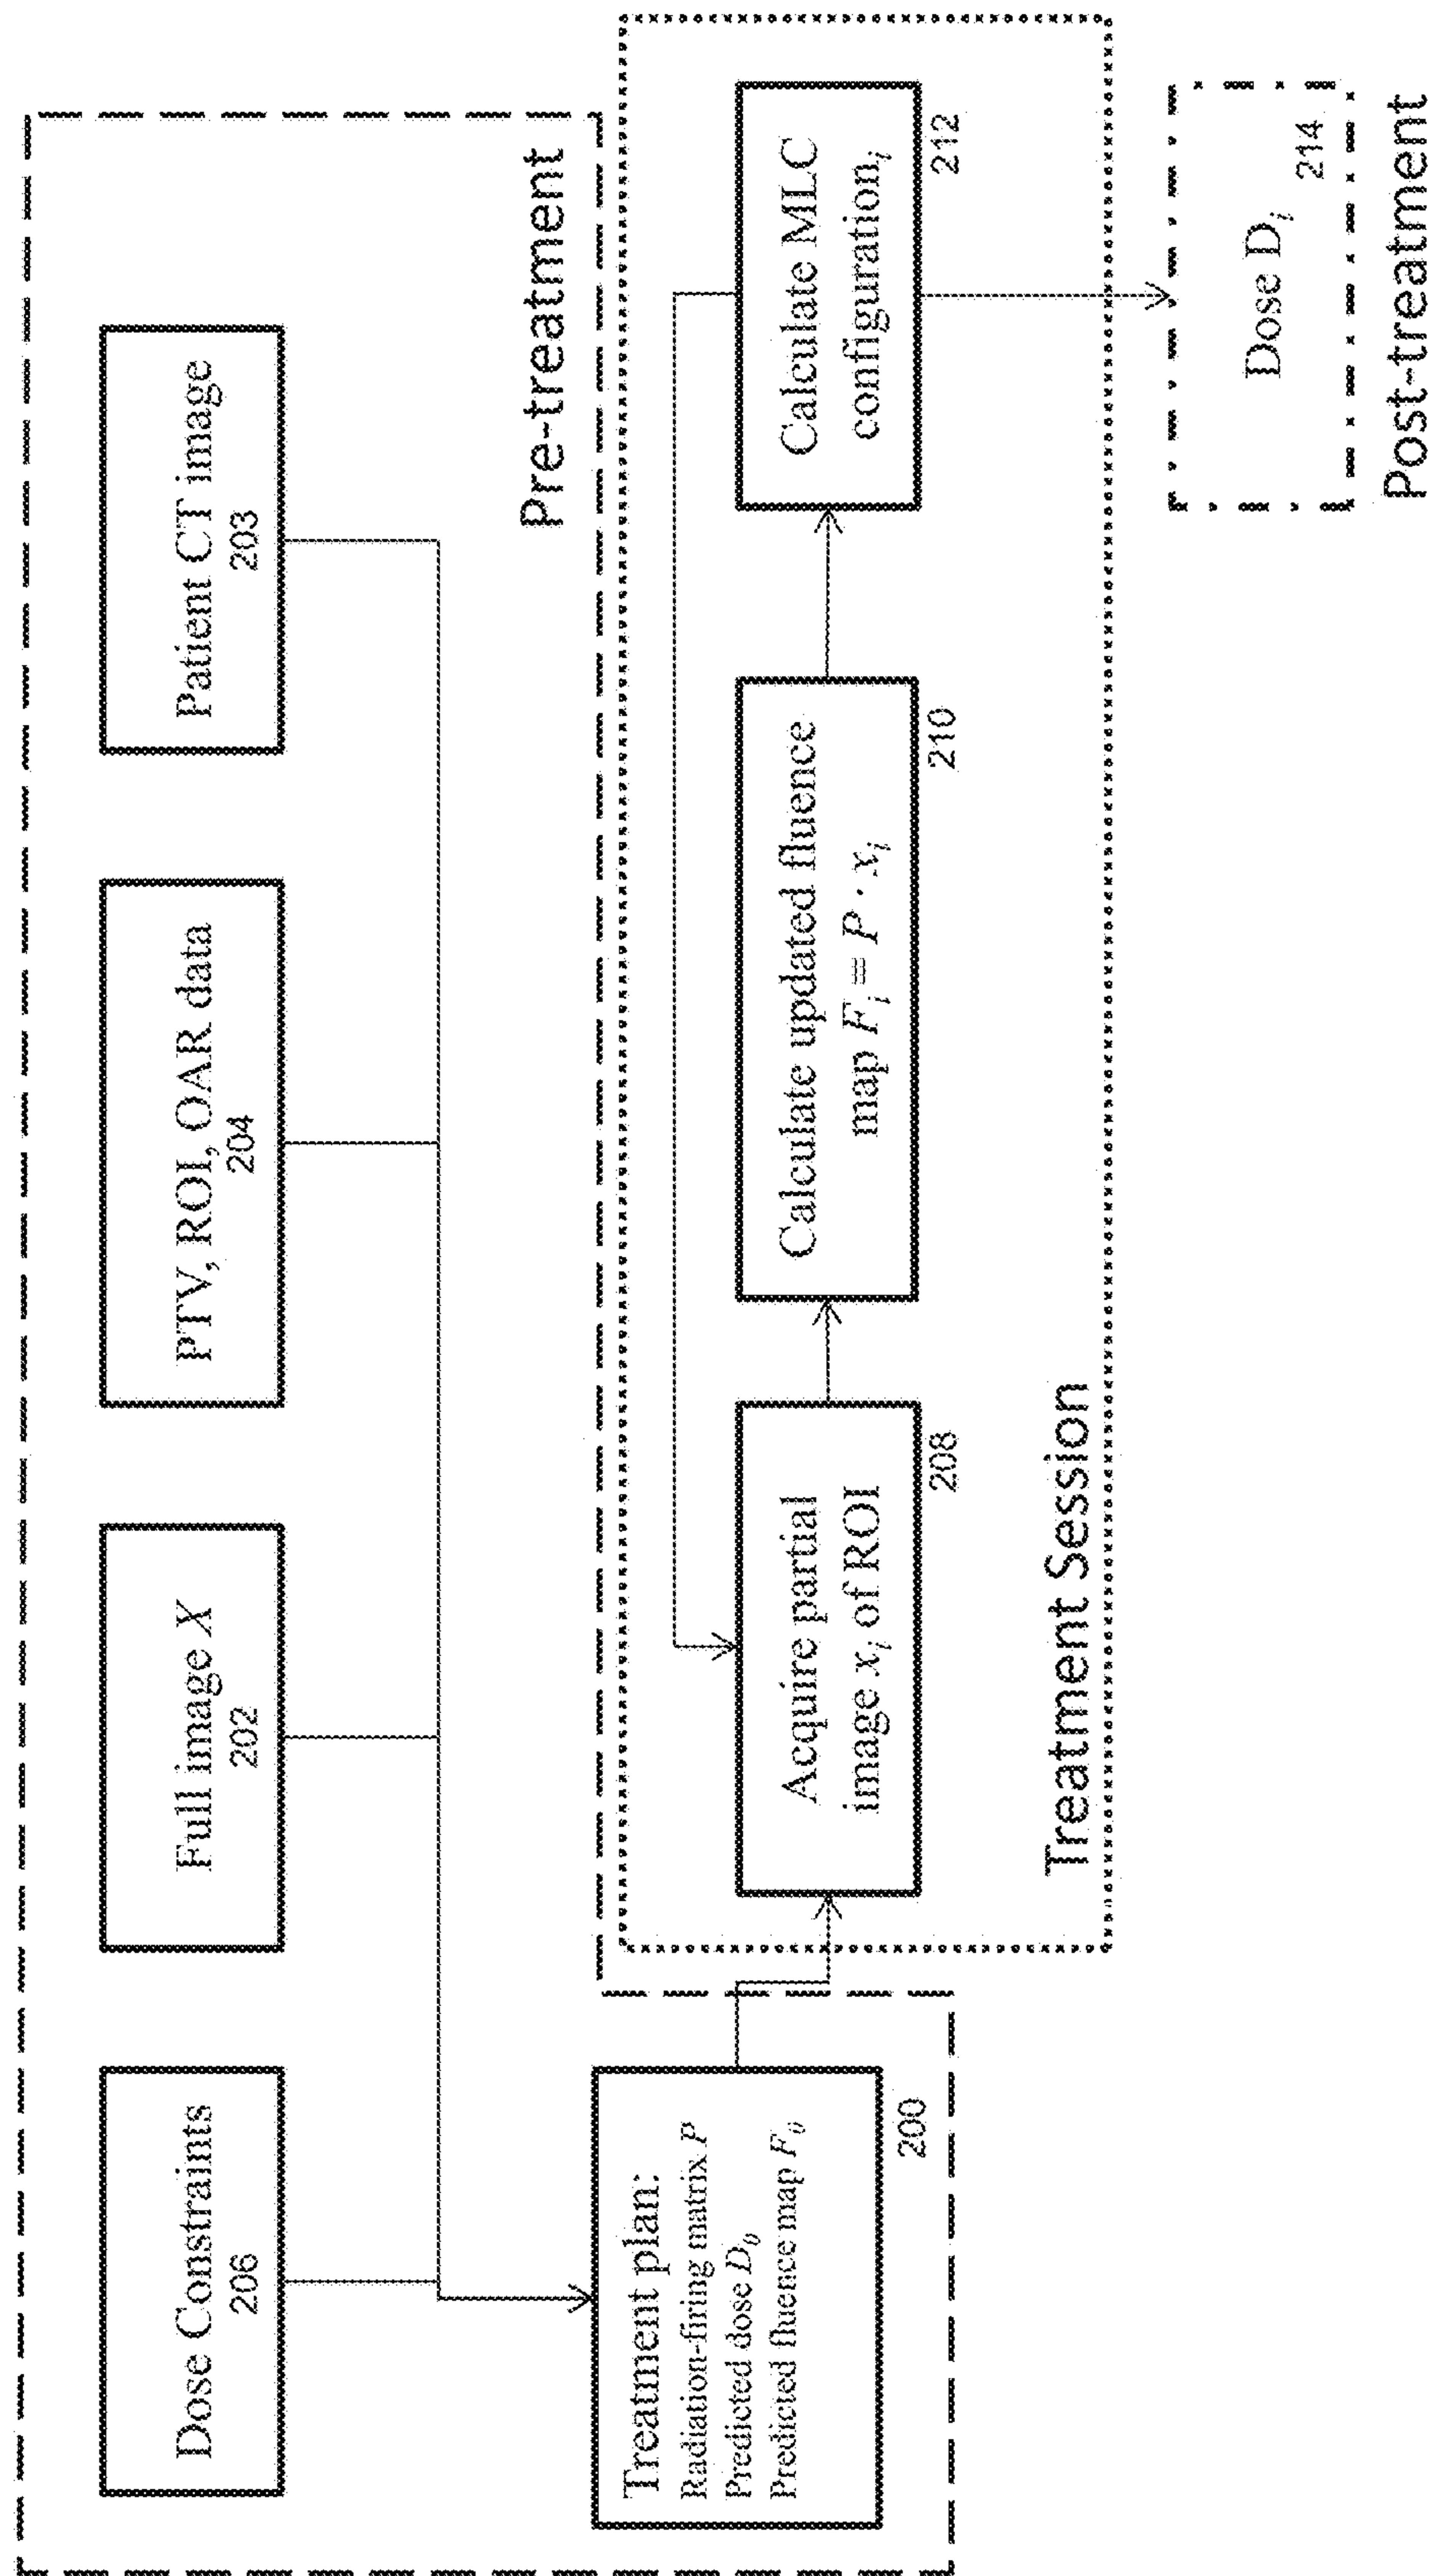 Dose Constraints
206
Full image X
202
PTV, ROI, OAR data
204
Patient CT image
203
Pre-treatment
Treatment plan:
Radiation-firing matrix P
Predicted dose D₀
Predicted fluence map F₀
200
Acquire partial
image xᵢ of ROI
208
Calculate updated fluence
map Fᵢ = P · xᵢ
210
Calculate MLC
configurationᵢ
212
Treatment Session
Dose Dᵢ
214
Post-treatment